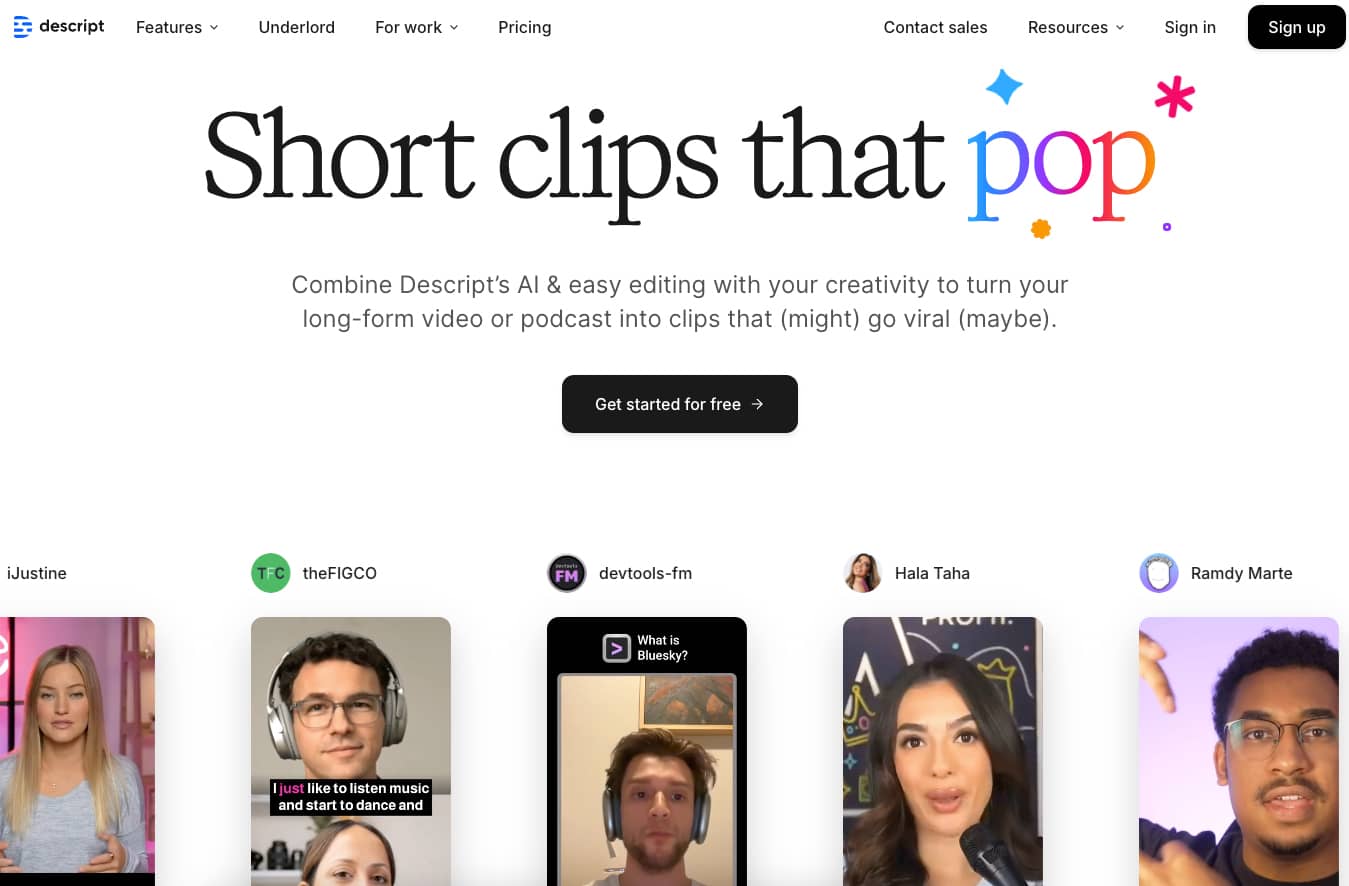 descript
Features
Underlord
For work
Pricing
Contact sales
Resources
Sign in
Sign up
Short clips that pop
Combine Descript’s AI & easy editing with your creativity to turn your
long-form video or podcast into clips that (might) go viral (maybe).
Get started for free →
iJustine
TFC
theFIGCO
devtools
FM
devtools-fm
Hala Taha
Ramdy Marte
I just like to listen music
and start to dance and
What is
Bluesky?
PROFIT.